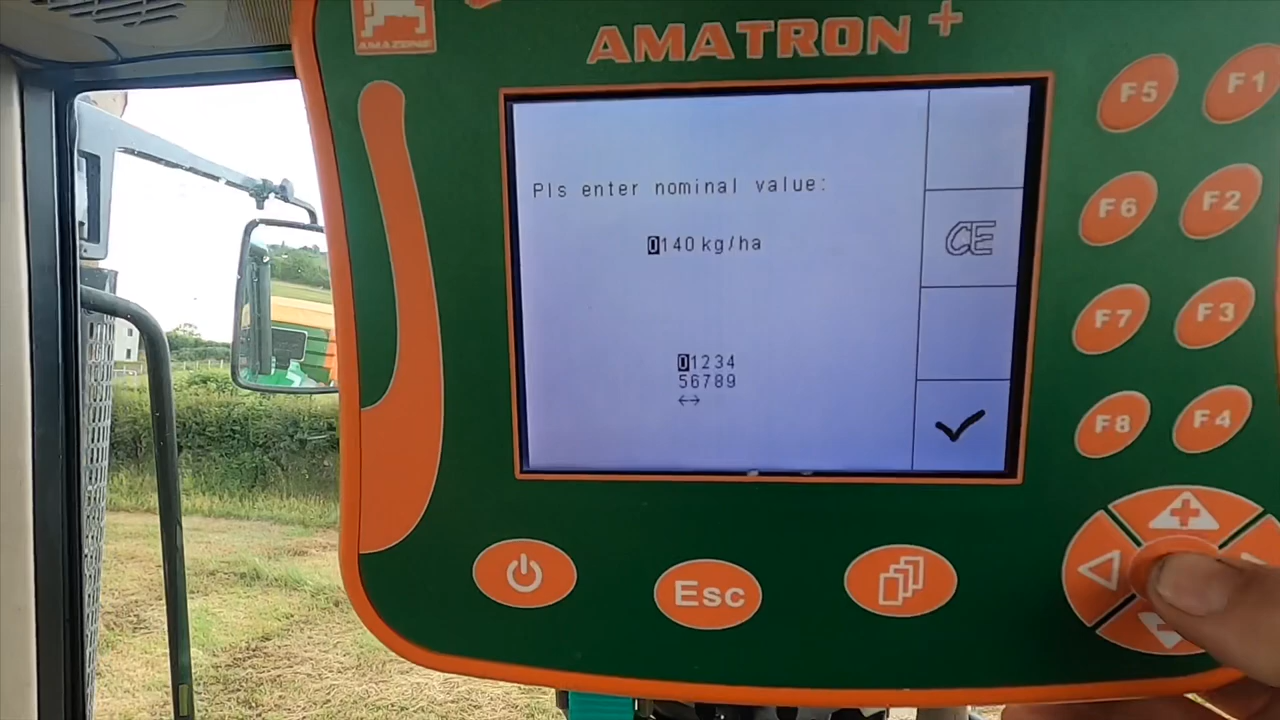 AMAZONE
AMATRON+
Pls enter nominal value:
0140 kg/ha
01234
56789
↔
CE
F5
F1
F6
F2
F7
F3
F8
F4
Esc